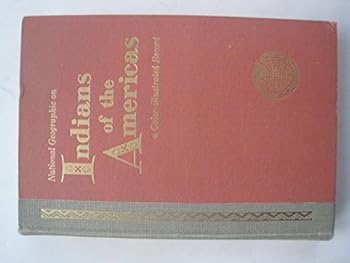 National Geographic on
Indians
of the
Americas
a Color-illustrated Record